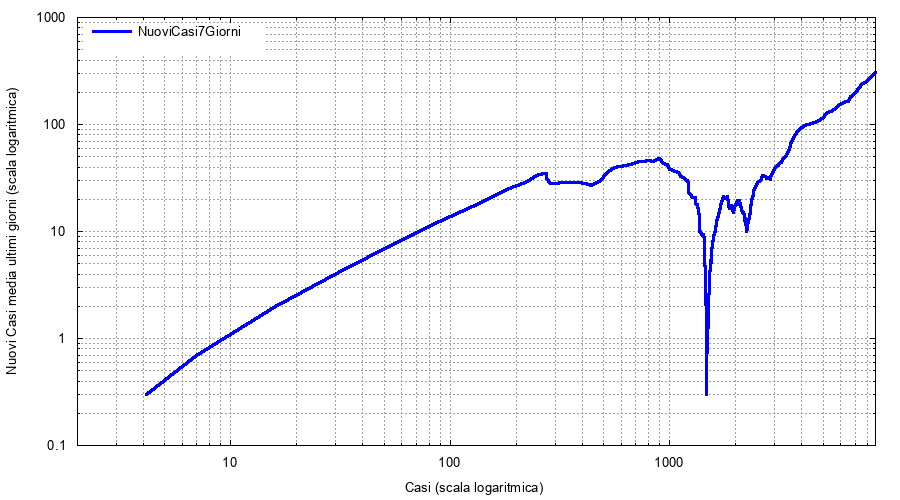 1000
NuoviCasi7Giorni
100
10
1
0.1
Nuovi Casi media ultimi giorni (scala logaritmica)
10
100
1000
Casi (scala logaritmica)